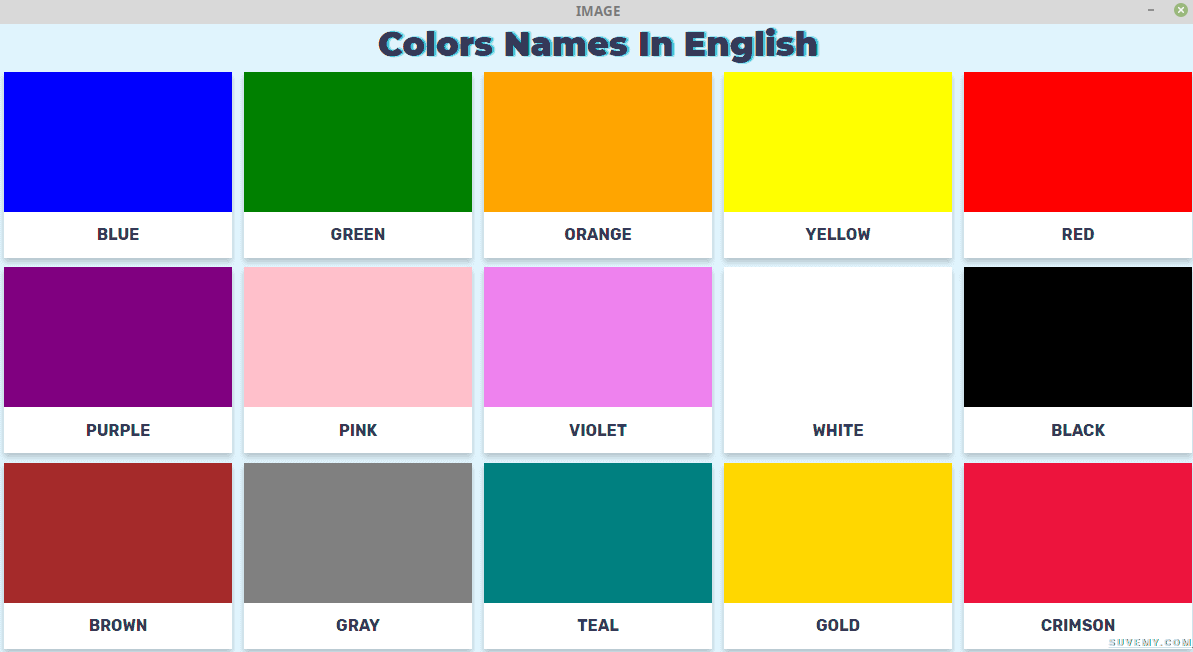 IMAGE
Colors Names In English
BLUE GREEN ORANGE YELLOW RED
PURPLE PINK VIOLET WHITE BLACK
BROWN GRAY TEAL GOLD CRIMSON
SUVEMY.COM